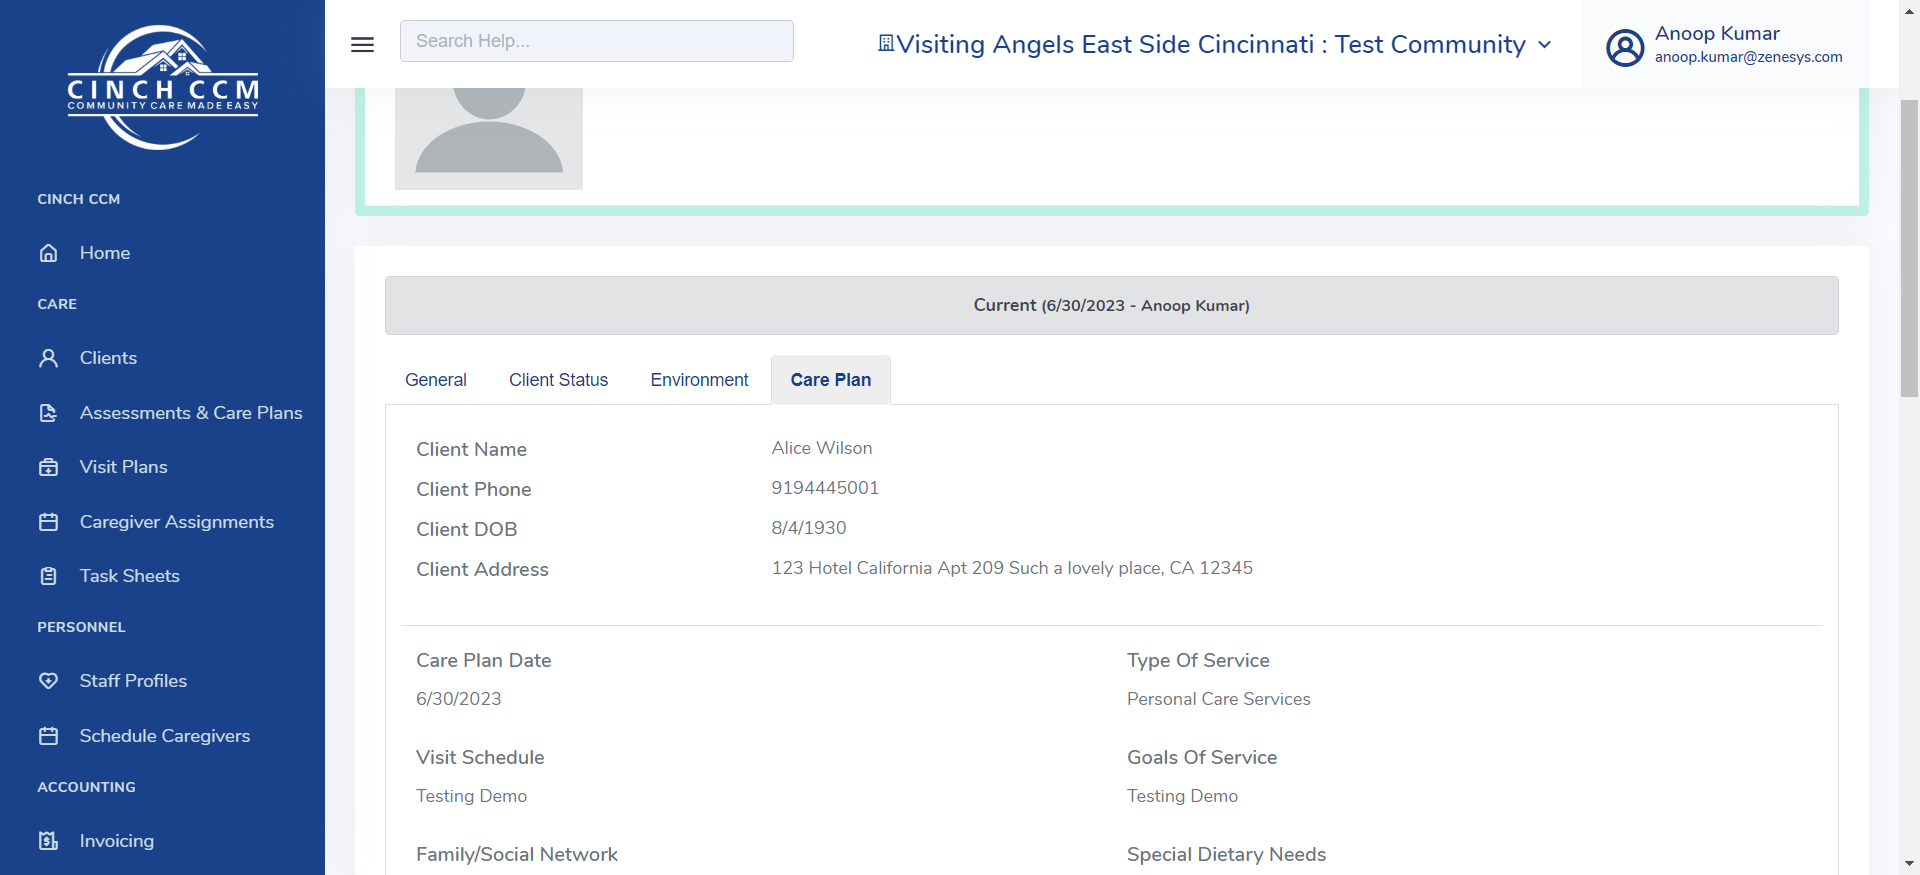 CINCH CCM
COMMUNITY CARE MADE EASY
CINCH CCM
Home
CARE
Clients
Assessments & Care Plans
Visit Plans
Caregiver Assignments
Task Sheets
PERSONNEL
Staff Profiles
Schedule Caregivers
ACCOUNTING
Invoicing
Search Help...
Visiting Angels East Side Cincinnati : Test Community
Anoop Kumar
anoop.kumar@zenesys.com
Current (6/30/2023 - Anoop Kumar)
General Client Status Environment Care Plan
Client Name Alice Wilson
Client Phone 9194445001
Client DOB 8/4/1930
Client Address 123 Hotel California Apt 209 Such a lovely place, CA 12345
Care Plan Date Type Of Service
6/30/2023 Personal Care Services
Visit Schedule Goals Of Service
Testing Demo Testing Demo
Family/Social Network Special Dietary Needs